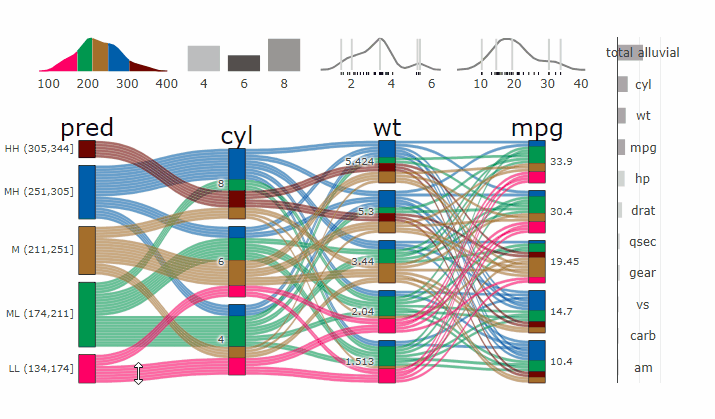 total alluvial
100 200 300 400
4 6 8
2 4 6
10 20 30 40
cyl
wt
mpg
hp
drat
qsec
gear
vs
carb
am
pred cyl wt mpg
HH (305,344]
MH (251,305]
M (211,251]
ML (174,211]
LL (134,174]
8
6
4
5.424
5.3
3.44
2.04
1.513
33.9
30.4
19.45
14.7
10.4